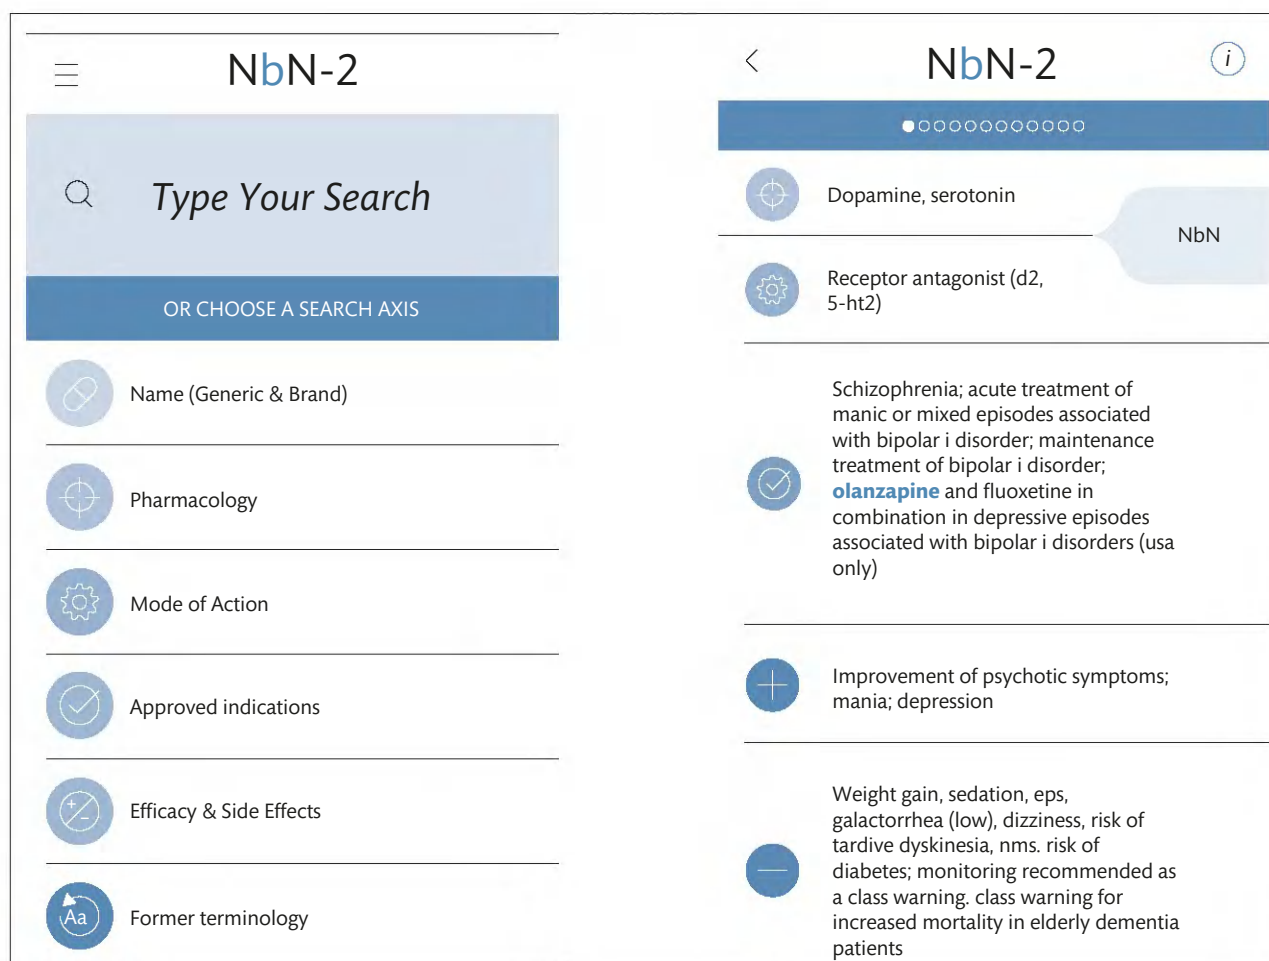 NbN-2
Type Your Search
OR CHOOSE A SEARCH AXIS
Name (Generic & Brand)
Pharmacology
Mode of Action
Approved indications
Efficacy & Side Effects
Aa
Former terminology
NbN-2
i
Dopamine, serotonin
NbN
Receptor antagonist (d2,
5-ht2)
Schizophrenia; acute treatment of
manic or mixed episodes associated
with bipolar i disorder; maintenance
treatment of bipolar i disorder;
olanzapine and fluoxetine in
combination in depressive episodes
associated with bipolar i disorders (usa
only)
Improvement of psychotic symptoms;
mania; depression
Weight gain, sedation, eps,
galactorrhea (low), dizziness, risk of
tardive dyskinesia, nms. risk of
diabetes; monitoring recommended as
a class warning. class warning for
increased mortality in elderly dementia
patients